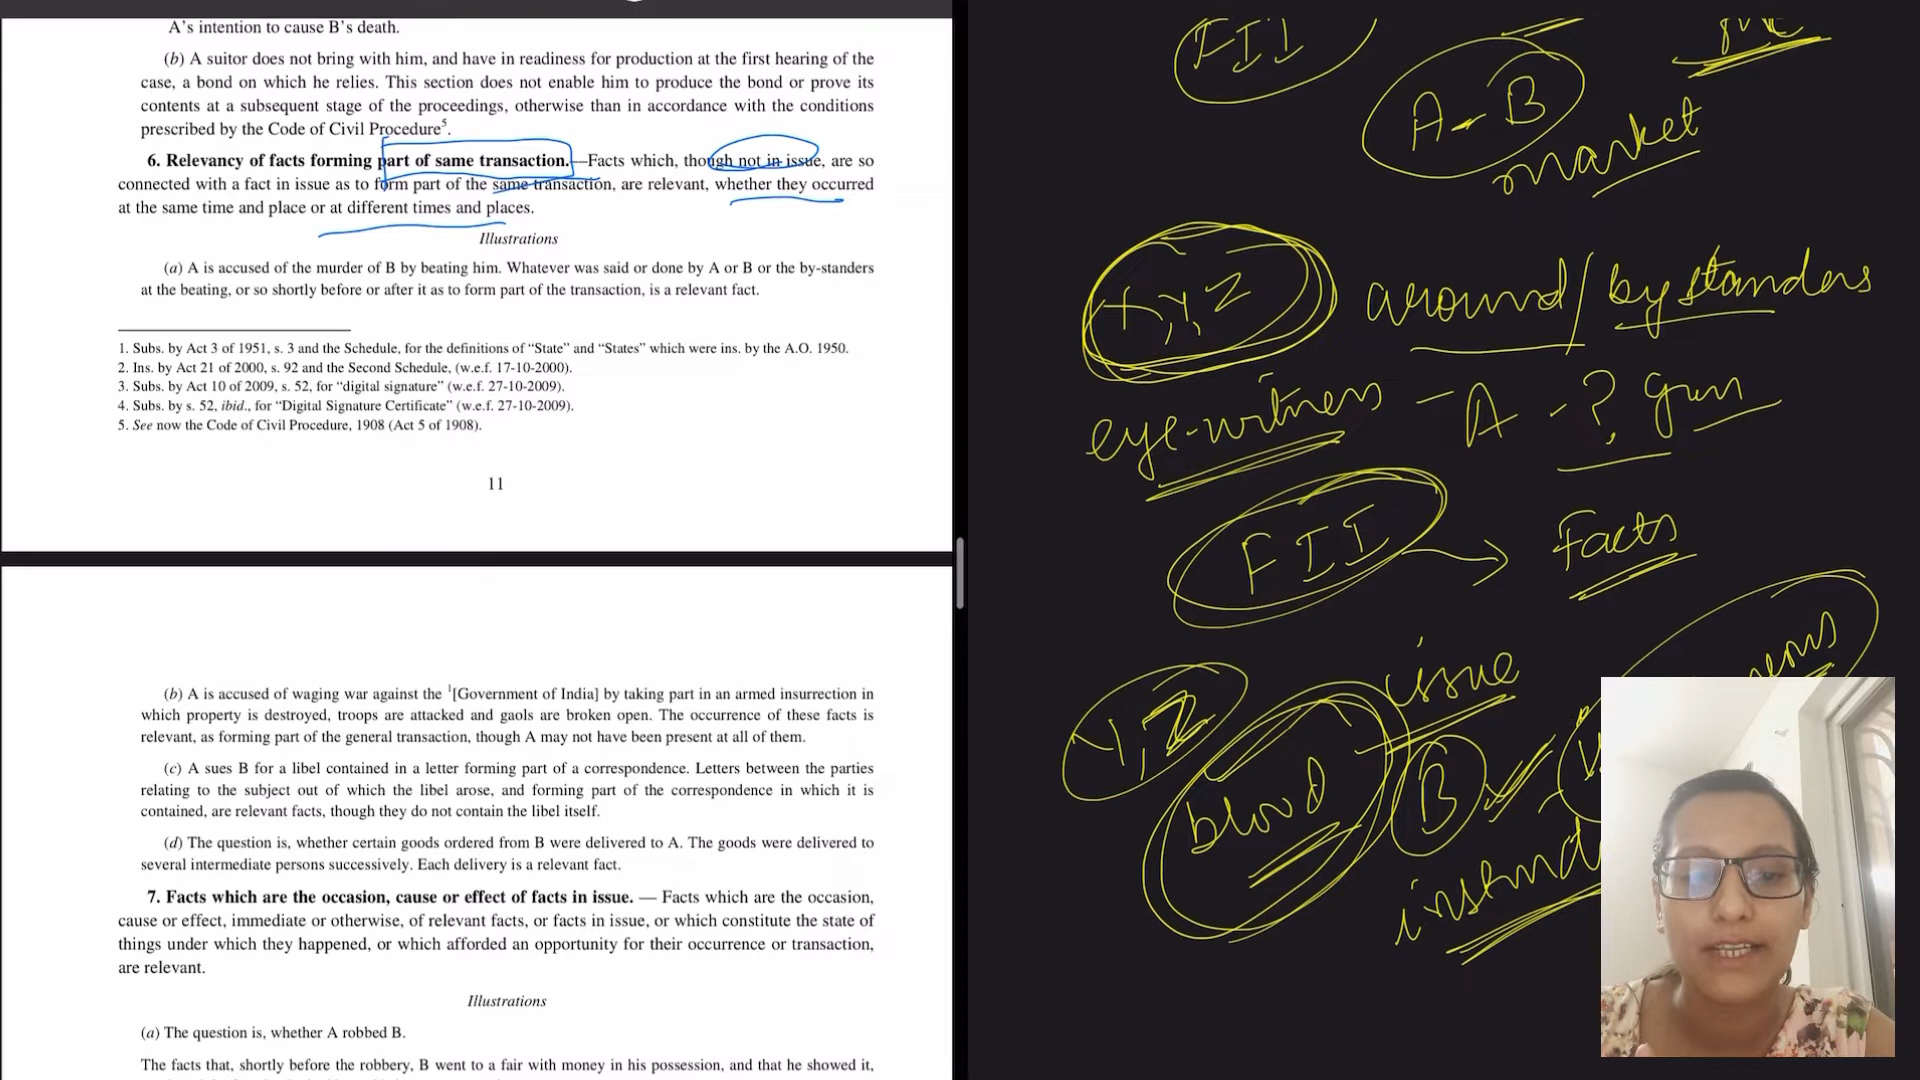 A’s intention to cause B’s death.
(b) A suitor does not bring with him, and have in readiness for production at the first hearing of the
case, a bond on which he relies. This section does not enable him to produce the bond or prove its
contents at a subsequent stage of the proceedings, otherwise than in accordance with the conditions
prescribed by the Code of Civil Procedure5.
6. Relevancy of facts forming part of same transaction.—Facts which, though not in issue, are so
connected with a fact in issue as to form part of the same transaction, are relevant, whether they occurred
at the same time and place or at different times and places.
Illustrations
(a) A is accused of the murder of B by beating him. Whatever was said or done by A or B or the by-standers
at the beating, or so shortly before or after it as to form part of the transaction, is a relevant fact.
1. Subs. by Act 3 of 1951, s. 3 and the Schedule, for the definitions of “State” and “States” which were ins. by the A.O. 1950.
2. Ins. by Act 21 of 2000, s. 92 and the Second Schedule, (w.e.f. 17-10-2000).
3. Subs. by Act 10 of 2009, s. 52, for “digital signature” (w.e.f. 27-10-2009).
4. Subs. by s. 52, ibid., for “Digital Signature Certificate” (w.e.f. 27-10-2009).
5. See now the Code of Civil Procedure, 1908 (Act 5 of 1908).
11
(b) A is accused of waging war against the 1[Government of India] by taking part in an armed insurrection in
which property is destroyed, troops are attacked and gaols are broken open. The occurrence of these facts is
relevant, as forming part of the general transaction, though A may not have been present at all of them.
(c) A sues B for a libel contained in a letter forming part of a correspondence. Letters between the parties
relating to the subject out of which the libel arose, and forming part of the correspondence in which it is
contained, are relevant facts, though they do not contain the libel itself.
(d) The question is, whether certain goods ordered from B were delivered to A. The goods were delivered to
several intermediate persons successively. Each delivery is a relevant fact.
7. Facts which are the occasion, cause or effect of facts in issue. — Facts which are the occasion,
cause or effect, immediate or otherwise, of relevant facts, or facts in issue, or which constitute the state of
things under which they happened, or which afforded an opportunity for their occurrence or transaction,
are relevant.
Illustrations
(a) The question is, whether A robbed B.
The facts that, shortly before the robbery, B went to a fair with money in his possession, and that he showed it,
FII
A - B
market
X, Y, Z around/bystanders
eye-witness - A - ? gun
FII → Facts
issue
Y, Z
blood B